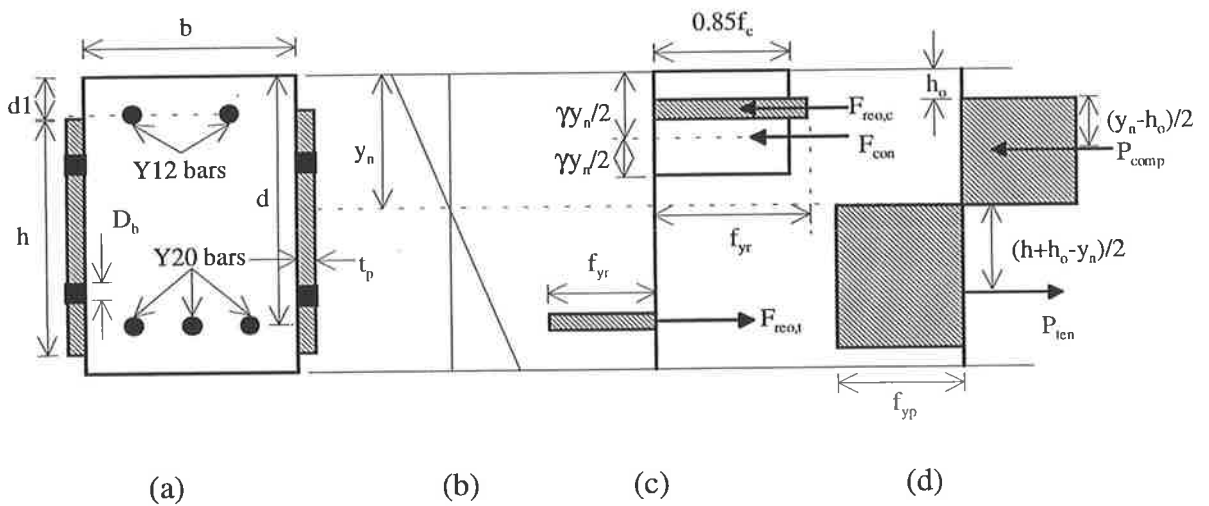 b
0.85f_c
d1
h_o
γy_n/2
F_reo,c
(y_n-h_o)/2
y_n
F_con
P_comp
γy_n/2
Y12 bars
d
D_b
h
Y20 bars
t_p
f_yr
f_yr
(h+h_o-y_n)/2
F_reo,t
P_ten
f_yp
(a)
(b)
(c)
(d)